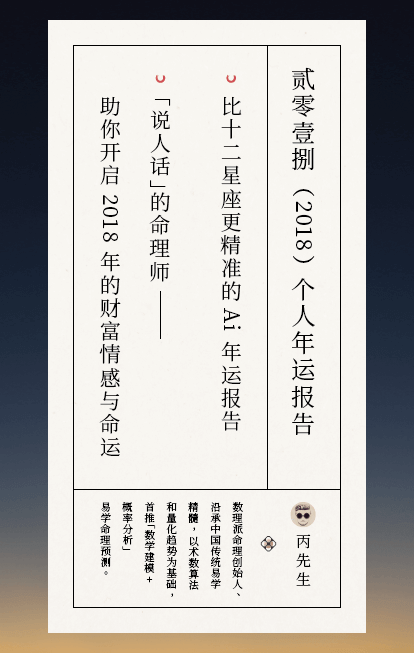 贰零壹捌（2018）个人年运报告
比十二星座更精准的 Ai 年运报告
「说人话」的命理师——
助你开启 2018 年的财富情感与命运
丙先生
数理派命理创始人、
沿承中国传统易学
精髓，以术数算法
和量化趋势为基础，
首推「数学建模 +
概率分析」
易学命理预测。